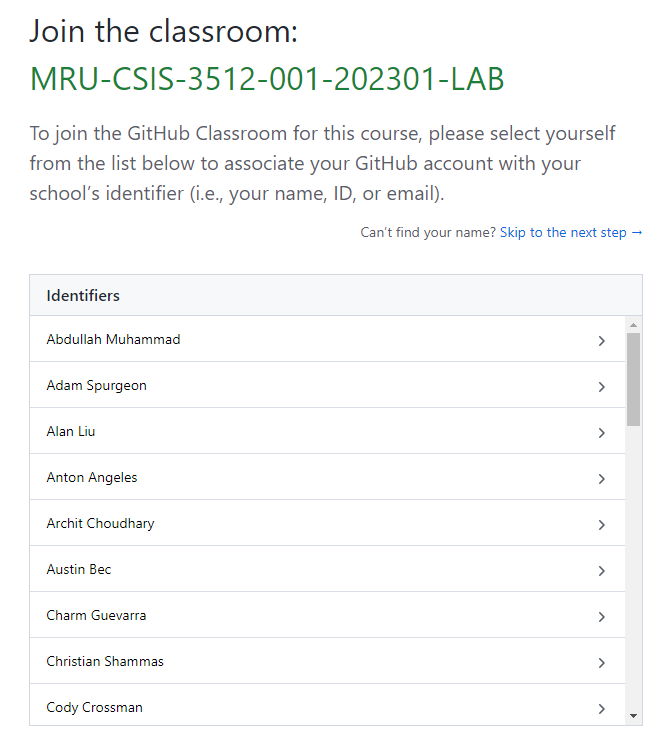 Join the classroom:
MRU-CSIS-3512-001-202301-LAB
To join the GitHub Classroom for this course, please select yourself
from the list below to associate your GitHub account with your
school’s identifier (i.e., your name, ID, or email).
Can’t find your name? Skip to the next step →
Identifiers
Abdullah Muhammad
Adam Spurgeon
Alan Liu
Anton Angeles
Archit Choudhary
Austin Bec
Charm Guevarra
Christian Shammas
Cody Crossman